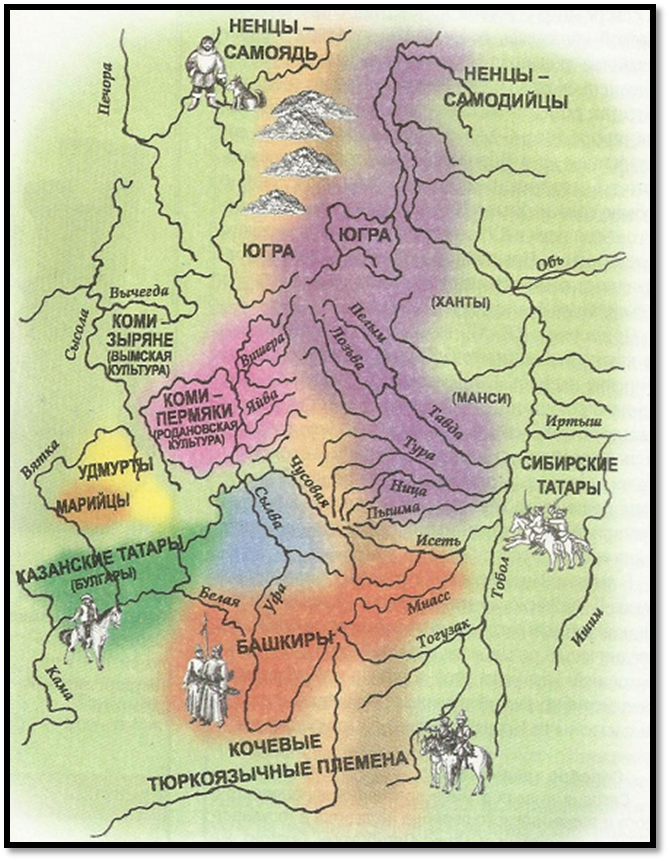 НЕНЦЫ –
САМОЯДЬ
НЕНЦЫ –
САМОДИЙЦЫ
Печора
ЮГРА
ЮГРА
Обь
Вычегда
(ХАНТЫ)
Сысола
КОМИ –
ЗЫРЯНЕ
(ВЫМСКАЯ
КУЛЬТУРА)
Пелым
Лозьва
Вишера
(МАНСИ)
КОМИ –
ПЕРМЯКИ
(РОДАНОВСКАЯ
КУЛЬТУРА)
Яйва
Тавда
Иртыш
Вятка
УДМУРТЫ
Тура
СИБИРСКИЕ
ТАТАРЫ
Чусовая
Сылва
Ница
Пышма
МАРИЙЦЫ
Исеть
КАЗАНСКИЕ ТАТАРЫ
(БУЛГАРЫ)
Тобол
Белая
Уфа
Миасс
Ишим
БАШКИРЫ
Тогузак
Кама
КОЧЕВЫЕ
ТЮРКОЯЗЫЧНЫЕ ПЛЕМЕНА